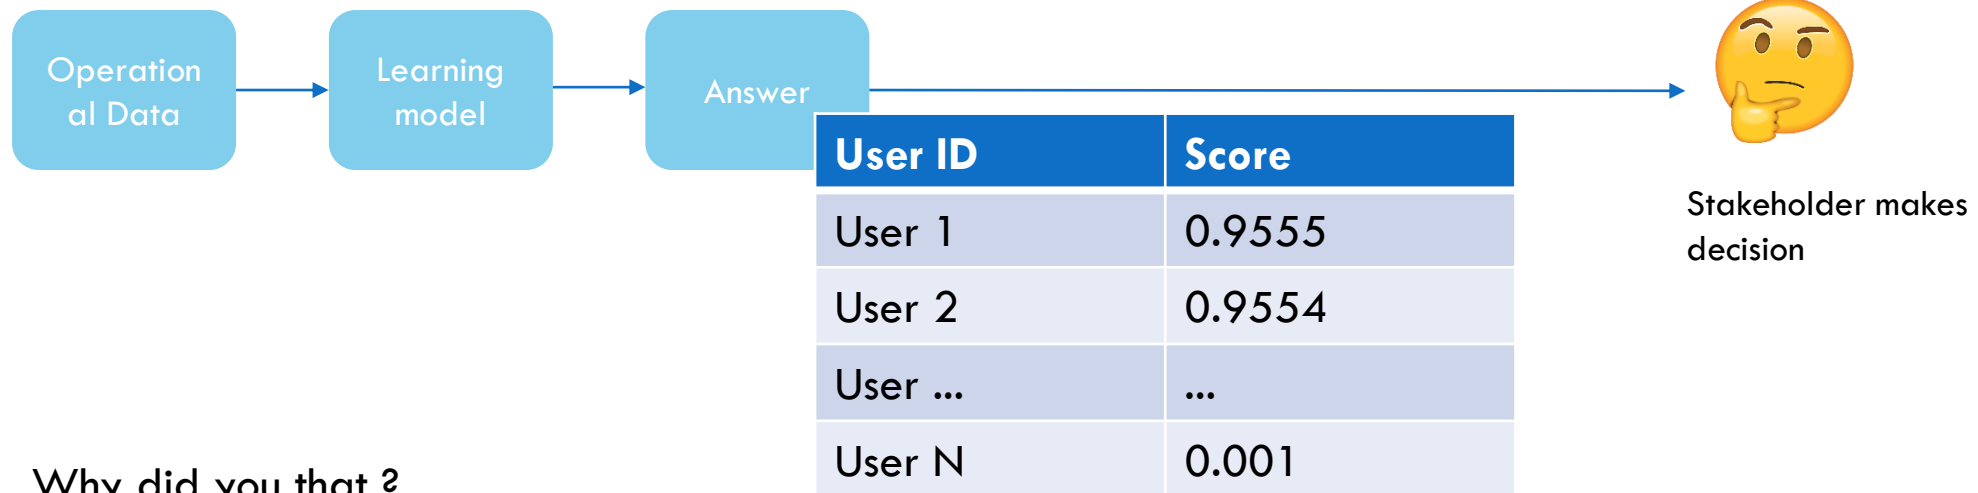 Operation
al Data
Learning
model
Answer
User ID Score
User 1 0.9555
User 2 0.9554
User ... ...
User N 0.001
Stakeholder makes
decision
Why did you that ?